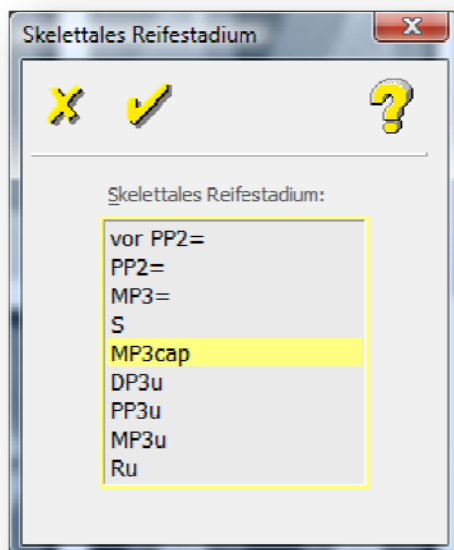 Skelettales Reifestadium
Skelettales Reifestadium:
vor PP2=
PP2=
MP3=
S
MP3cap
DP3u
PP3u
MP3u
Ru